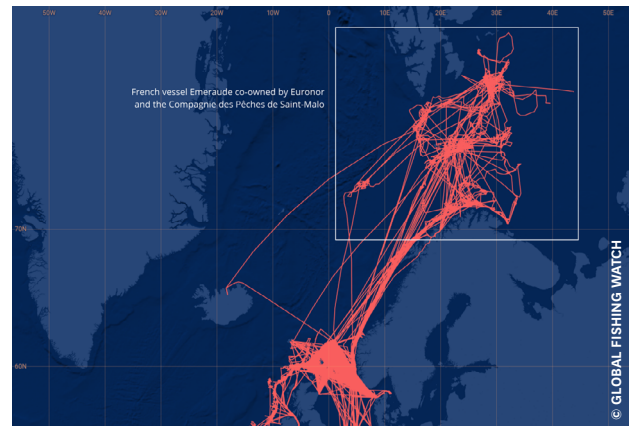 50W 40W 30W 20W 10W 0 10E 20E 30E 40E 50E
French vessel Emeraude co-owned by Euronor
and the Compagnie des Pêches de Saint-Malo
70N
60N
© GLOBAL FISHING WATCH